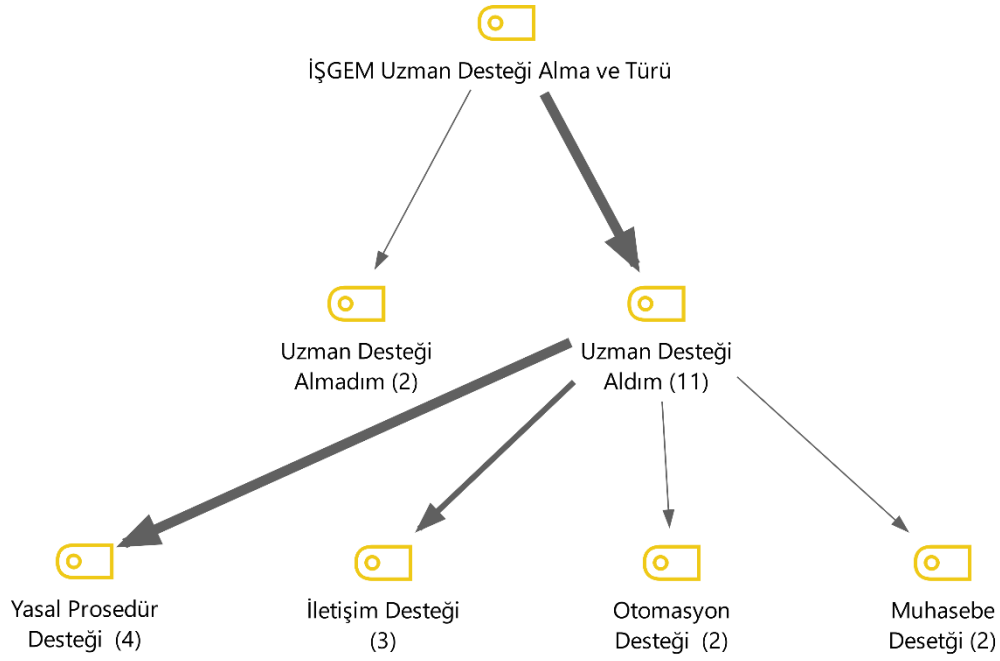 İŞGEM Uzman Desteği Alma ve Türü
Uzman Desteği
Almadım (2)
Uzman Desteği
Aldım (11)
Yasal Prosedür
Desteği (4)
İletişim Desteği
(3)
Otomasyon
Desteği (2)
Muhasebe
Desetği (2)